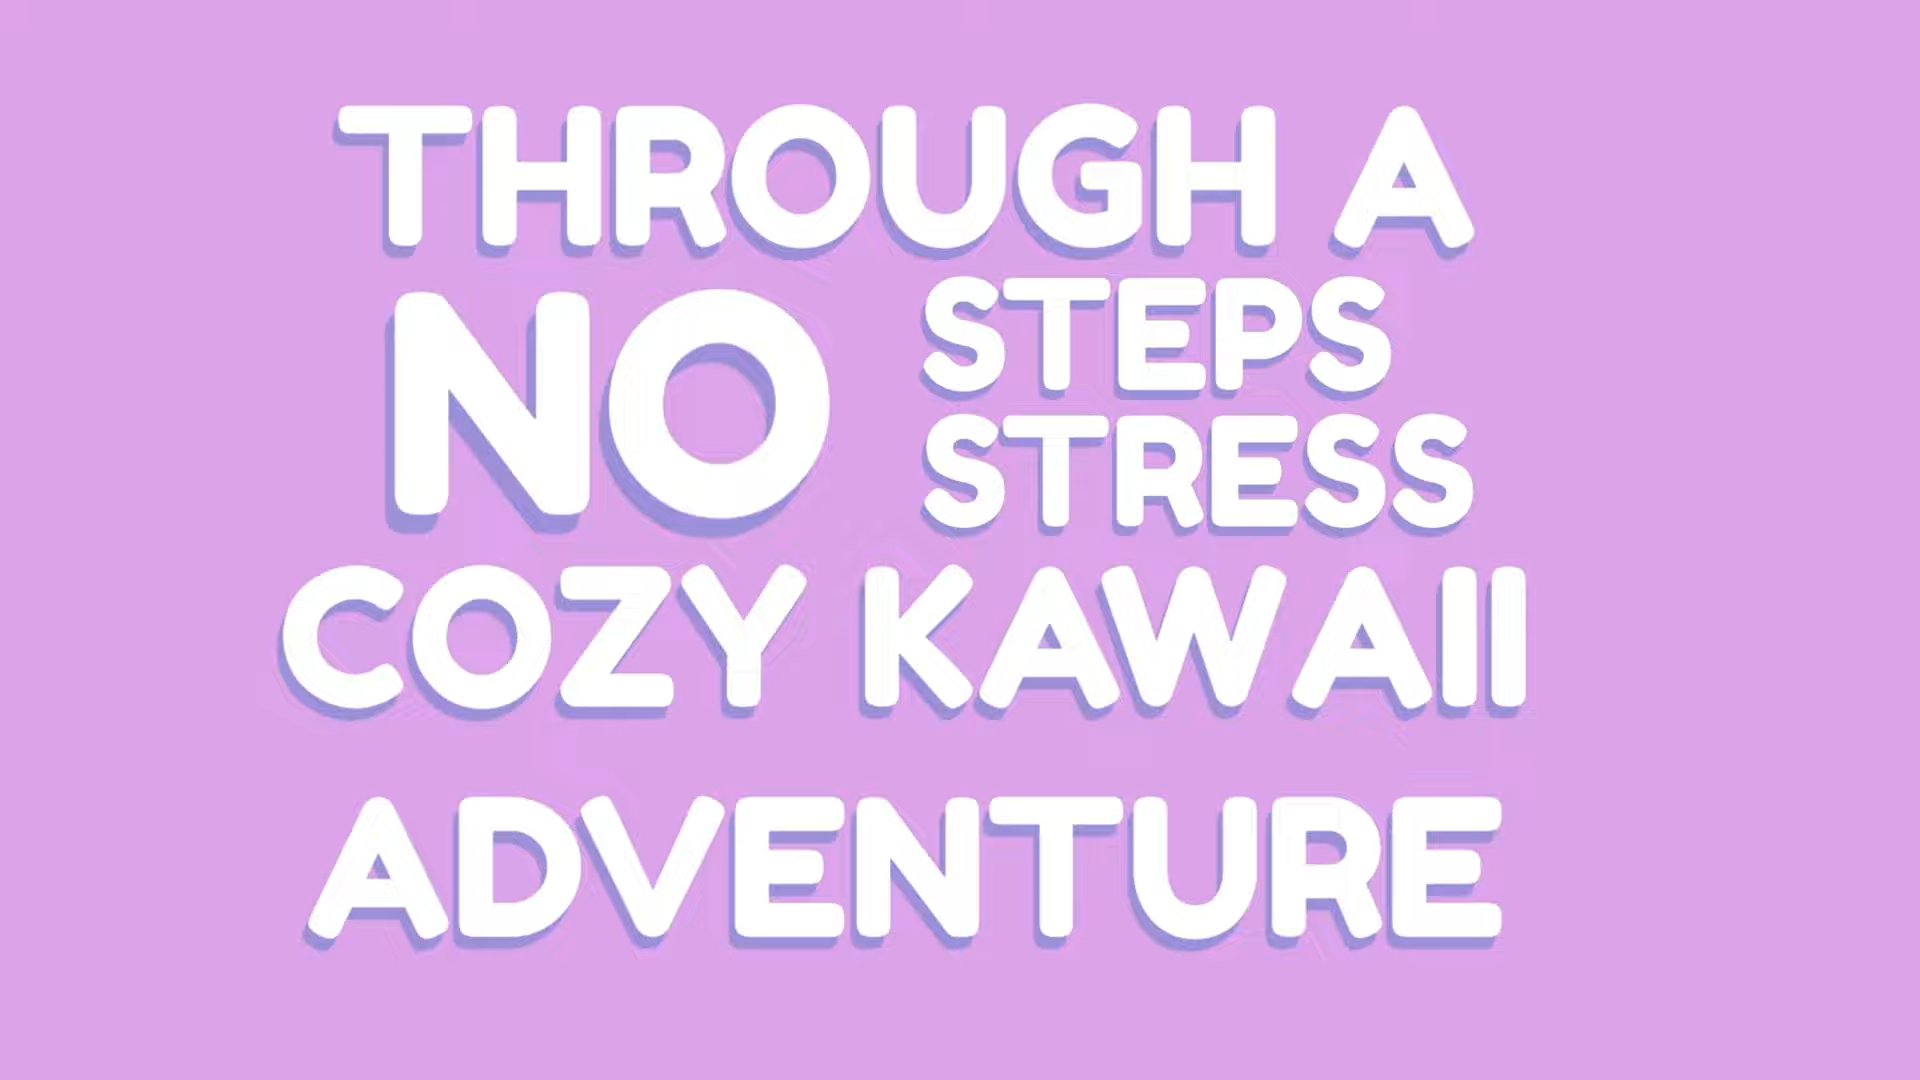 THROUGH A
NO
STEPS
STRESS
COZY KAWAII
ADVENTURE